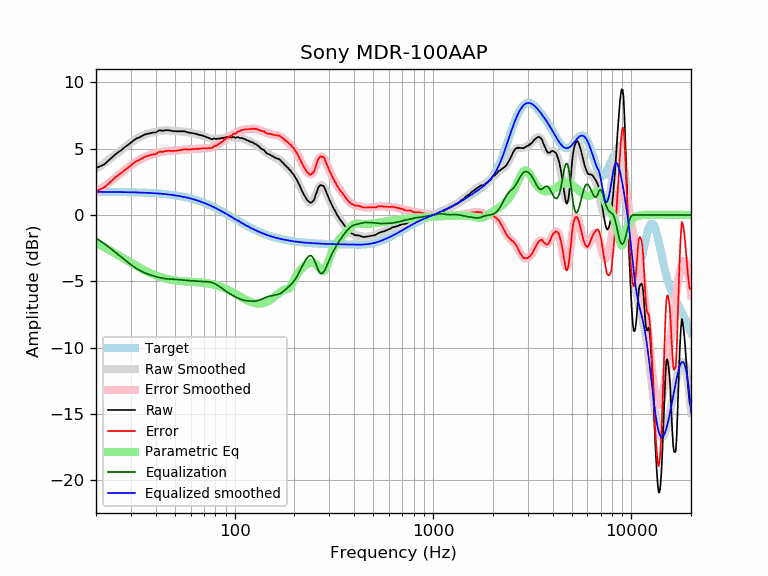 Sony MDR-100AAP
10
5
0
−5
−10
−15
−20
Amplitude (dBr)
Target
Raw Smoothed
Error Smoothed
Raw
Error
Parametric Eq
Equalization
Equalized smoothed
100
1000
10000
Frequency (Hz)